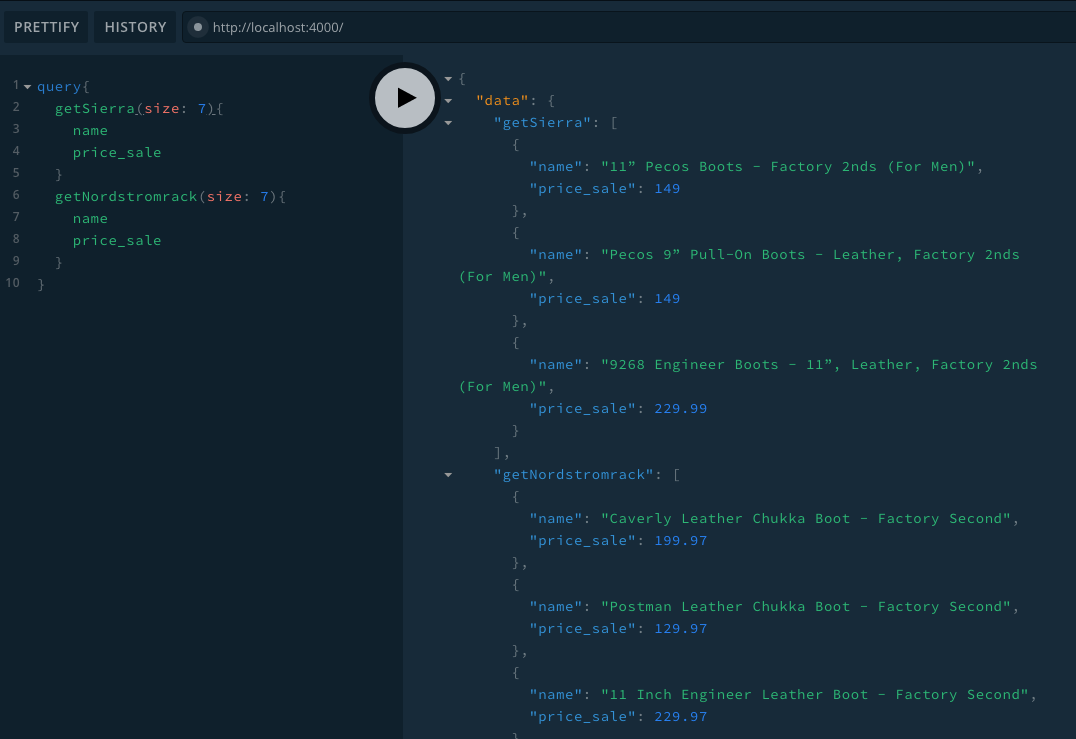 PRETTIFY HISTORY http://localhost:4000/
1 query{
2 getSierra(size: 7){
3 name
4 price_sale
5 }
6 getNordstromrack(size: 7){
7 name
8 price_sale
9 }
10 }
{
"data": {
"getSierra": [
{
"name": "11” Pecos Boots - Factory 2nds (For Men)",
"price_sale": 149
},
{
"name": "Pecos 9” Pull-On Boots - Leather, Factory 2nds
(For Men)",
"price_sale": 149
},
{
"name": "9268 Engineer Boots - 11”, Leather, Factory 2nds
(For Men)",
"price_sale": 229.99
}
],
"getNordstromrack": [
{
"name": "Caverly Leather Chukka Boot - Factory Second",
"price_sale": 199.97
},
{
"name": "Postman Leather Chukka Boot - Factory Second",
"price_sale": 129.97
},
{
"name": "11 Inch Engineer Leather Boot - Factory Second",
"price_sale": 229.97
}